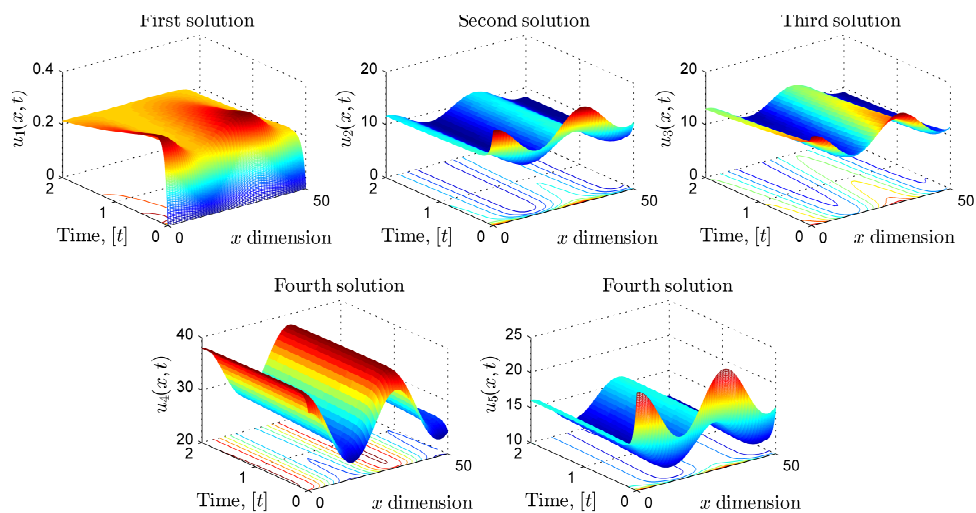 First solution
Second solution
Third solution
0.4
0.2
0
u1(x, t)
2
1
0
Time, [t]
0
50
x dimension
20
10
0
u2(x, t)
2
1
0
Time, [t]
0
50
x dimension
20
10
0
u3(x, t)
2
1
0
Time, [t]
0
50
x dimension
Fourth solution
Fourth solution
40
30
20
u4(x, t)
2
1
0
Time, [t]
0
50
x dimension
25
20
15
10
u5(x, t)
2
1
0
Time, [t]
0
50
x dimension